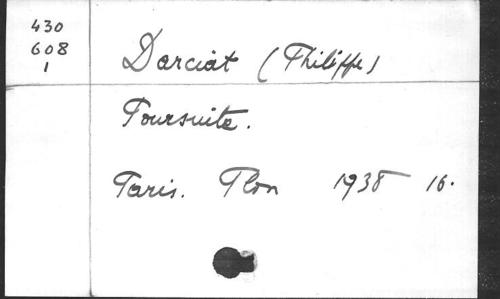 430
608
1
Darciat (Philippe)
Poursuite.
Paris. Plon 1938 16.